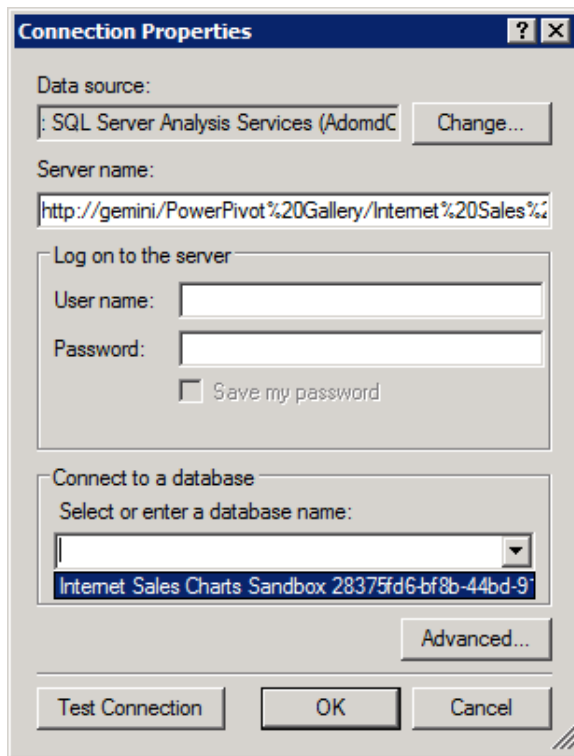 Connection Properties
Data source:
: SQL Server Analysis Services (AdomdC
Change...
Server name:
http://gemini/PowerPivot%20Gallery/Internet%20Sales%2
Log on to the server
User name:
Password:
Save my password
Connect to a database
Select or enter a database name:
Internet Sales Charts Sandbox 28375fd6-bf8b-44bd-91
Advanced...
Test Connection
OK
Cancel